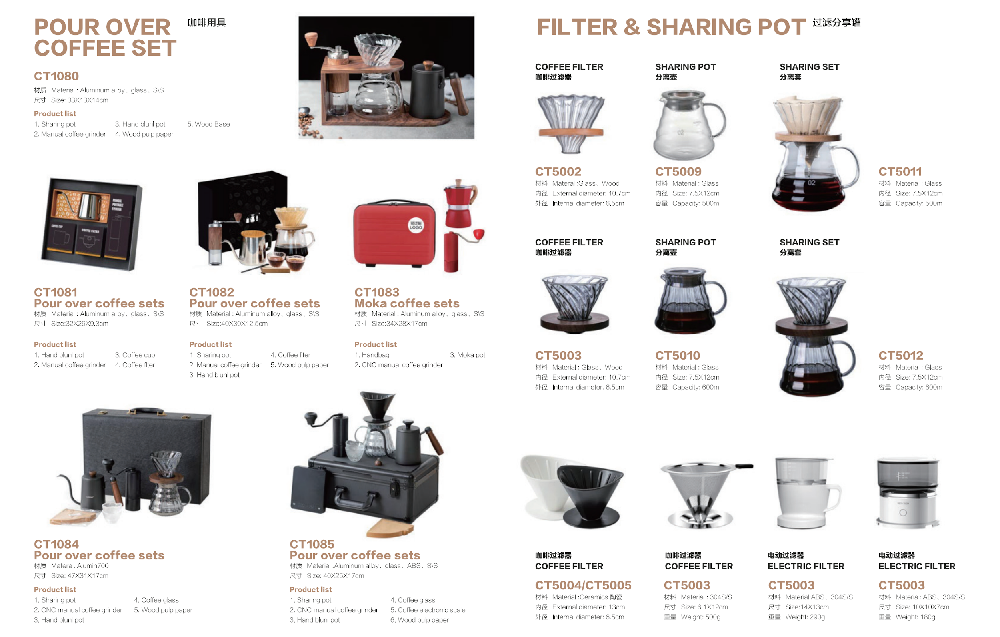 POUR OVER
COFFEE SET
咖啡用具
CT1080
材质 Material : Aluminum alloy、glass、S\S
尺寸 Size: 33X13X14cm
Product list
1. Sharing pot
2. Manual coffee grinder
3. Hand blunl pot
4. Wood pulp paper
5. Wood Base
MANUAL
PORTABLE
GRINDER
COFFEE CUP
COFFEE FILTER
可订制
LOGO
CT1081
Pour over coffee sets
材质 Material : Aluminum alloy、glass、S\S
尺寸 Size:32X29X9.3cm
Product list
1. Hand blunl pot
2. Manual coffee grinder
3. Coffee cup
4. Coffee flter
CT1082
Pour over coffee sets
材质 Material : Aluminum alloy、glass、S\S
尺寸 Size:40X30X12.5cm
Product list
1. Sharing pot
2. Manual coffee grinder
3. Hand blunl pot
4. Coffee flter
5. Wood pulp paper
CT1083
Moka coffee sets
材质 Material : Aluminum alloy、glass、S\S
尺寸 Size:34X28X17cm
Product list
1. Handbag
2. CNC manual coffee grinder
3. Moka pot
CT1084
Pour over coffee sets
材质 Materal: Alumin700
尺寸 Size: 47X31X17cm
Product list
1. Sharing pot
2. CNC manual coffee grinder
3. Hand blunl pot
4. Coffee glass
5. Wood pulp paper
CT1085
Pour over coffee sets
材质 Material :Aluminum alloy、glass、ABS、S\S
尺寸 Size: 40X25X17cm
Product list
1. Sharing pot
2. CNC manual coffee grinder
3. Hand blunl pot
4. Coffee glass
5. Coffee electronic scale
6. Wood pulp paper
FILTER & SHARING POT
过滤分享罐
COFFEE FILTER
咖啡过滤器
CT5002
材料 Materal :Glass、Wood
内径 External diameter: 10.7cm
外径 Internal diameter: 6.5cm
SHARING POT
分离壶
02
CT5009
材料 Material : Glass
内径 Size: 7.5X12cm
容量 Capacity: 500ml
SHARING SET
分离套
02
CT5011
材料 Material : Glass
内径 Size: 7.5X12cm
容量 Capacity: 500ml
COFFEE FILTER
咖啡过滤器
CT5003
材料 Material : Glass、Wood
内径 External diameter: 10.7cm
外径 Internal diameter. 6.5cm
SHARING POT
分离壶
CT5010
材料 Material : Glass
内径 Size: 7.5X12cm
容量 Capacity: 600ml
SHARING SET
分离套
CT5012
材料 Material : Glass
内径 Size: 7.5X12cm
容量 Capacity: 600ml
咖啡过滤器
COFFEE FILTER
CT5004/CT5005
材料 Material :Ceramics 陶瓷
内径 External diameter: 13cm
外径 Internal diameter: 6.5cm
咖啡过滤器
COFFEE FILTER
CT5003
材料 Material : 304S/S
尺寸 Size: 6.1X12cm
重量 Weight: 500g
电动过滤器
ELECTRIC FILTER
CT5003
材料 Material:ABS、304S/S
尺寸 Size:14X13cm
重量 Weight: 290g
电动过滤器
ELECTRIC FILTER
CT5003
材料 Material: ABS、304S/S
尺寸 Size: 10X10X7cm
重量 Weight: 180g